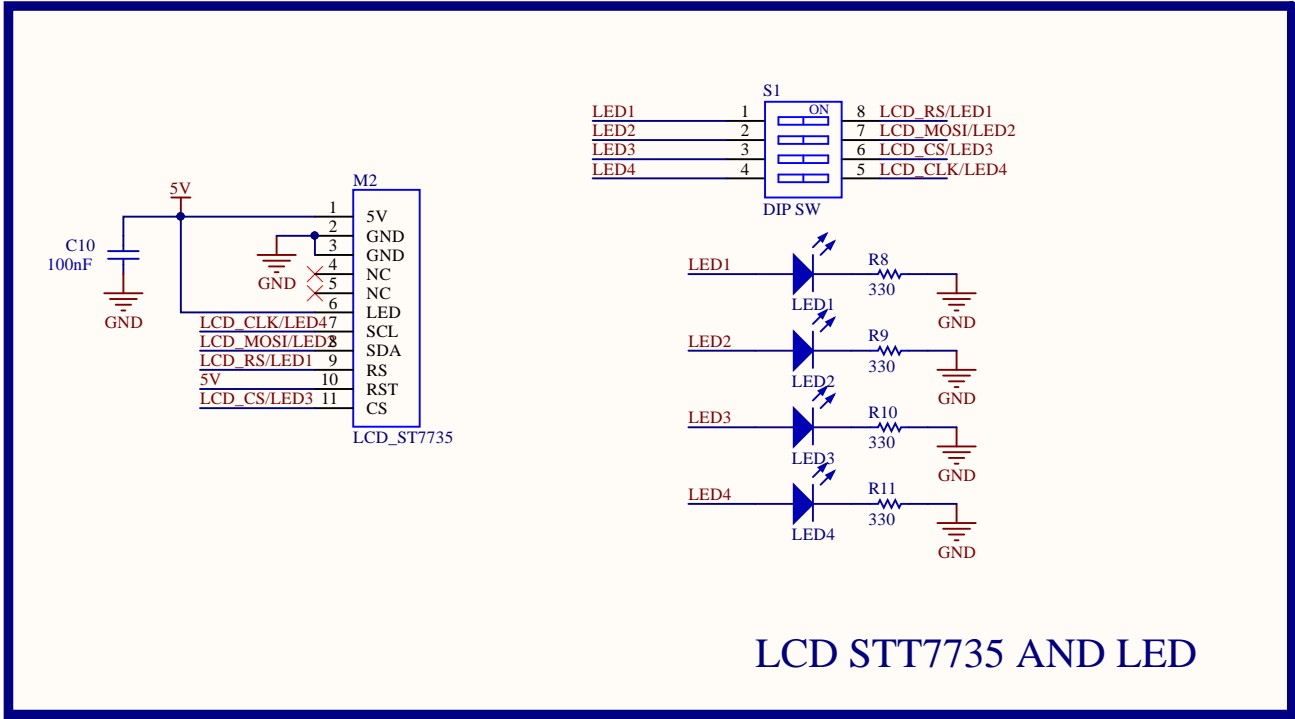 S1
ON
LED1 1 8 LCD_RS/LED1
LED2 2 7 LCD_MOSI/LED2
LED3 3 6 LCD_CS/LED3
LED4 4 5 LCD_CLK/LED4
DIP SW
5V
C10
100nF
GND
GND
M2
1 5V
2 GND
3 GND
4 NC
5 NC
6 LED
LCD_CLK/LED4 7 SCL
LCD_MOSI/LED2 8 SDA
LCD_RS/LED1 9 RS
5V 10 RST
LCD_CS/LED3 11 CS
LCD_ST7735
LED1
LED1
R8
330
GND
LED2
LED2
R9
330
GND
LED3
LED3
R10
330
GND
LED4
LED4
R11
330
GND
LCD STT7735 AND LED